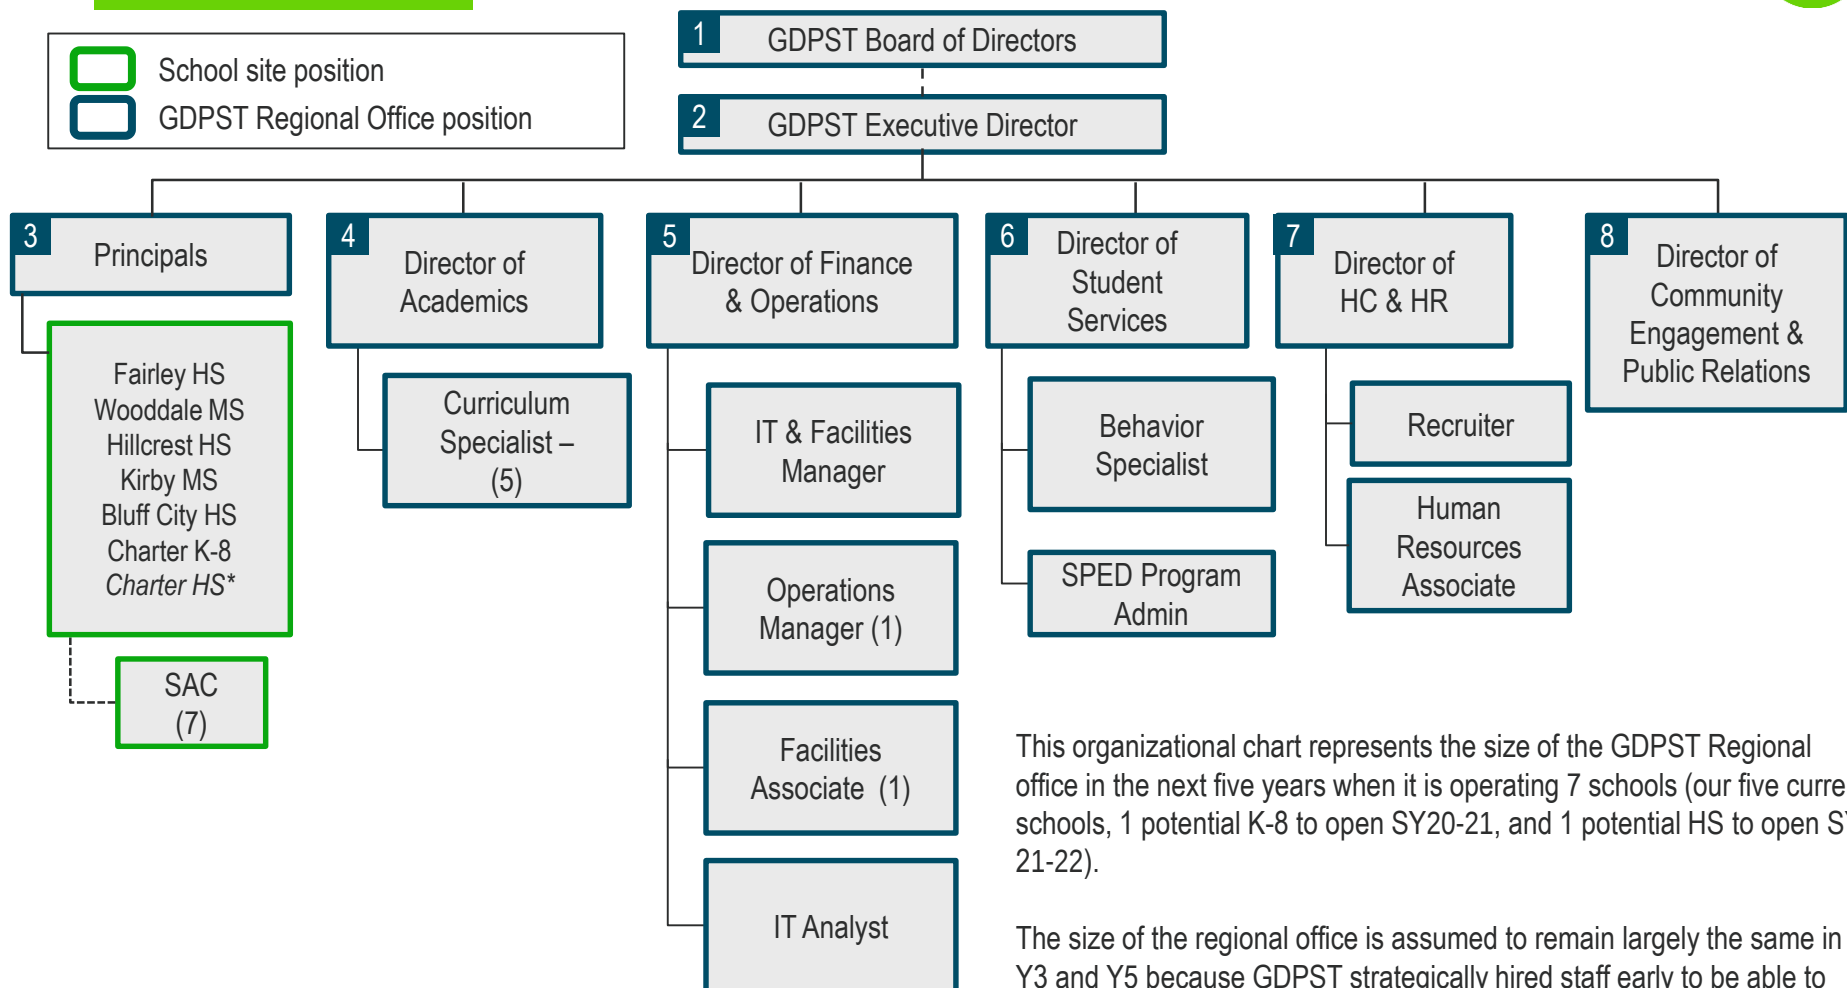 School site position
GDPST Regional Office position
1
GDPST Board of Directors
2
GDPST Executive Director
3
Principals
Fairley HS
Wooddale MS
Hillcrest HS
Kirby MS
Bluff City HS
Charter K-8
Charter HS*
SAC
(7)
4
Director of
Academics
Curriculum
Specialist –
(5)
5
Director of Finance
& Operations
IT & Facilities
Manager
Operations
Manager (1)
Facilities
Associate (1)
IT Analyst
6
Director of
Student
Services
Behavior
Specialist
SPED Program
Admin
7
Director of
HC & HR
Recruiter
Human
Resources
Associate
8
Director of
Community
Engagement &
Public Relations
This organizational chart represents the size of the GDPST Regional
office in the next five years when it is operating 7 schools (our five curre
schools, 1 potential K-8 to open SY20-21, and 1 potential HS to open S
21-22).
The size of the regional office is assumed to remain largely the same in
Y3 and Y5 because GDPST strategically hired staff early to be able to